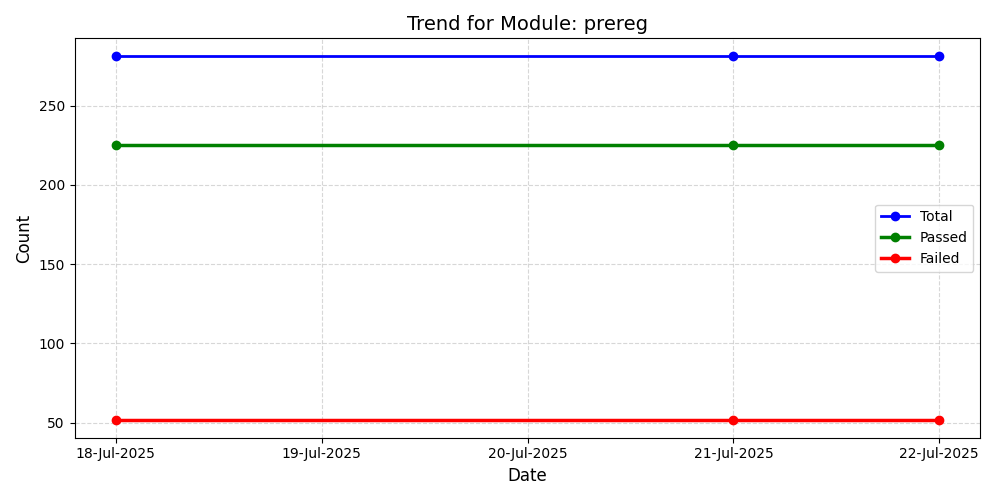 Trend for Module: prereg
Count
250
200
150
100
50
Total
Passed
Failed
18-Jul-2025
19-Jul-2025
20-Jul-2025
21-Jul-2025
22-Jul-2025
Date